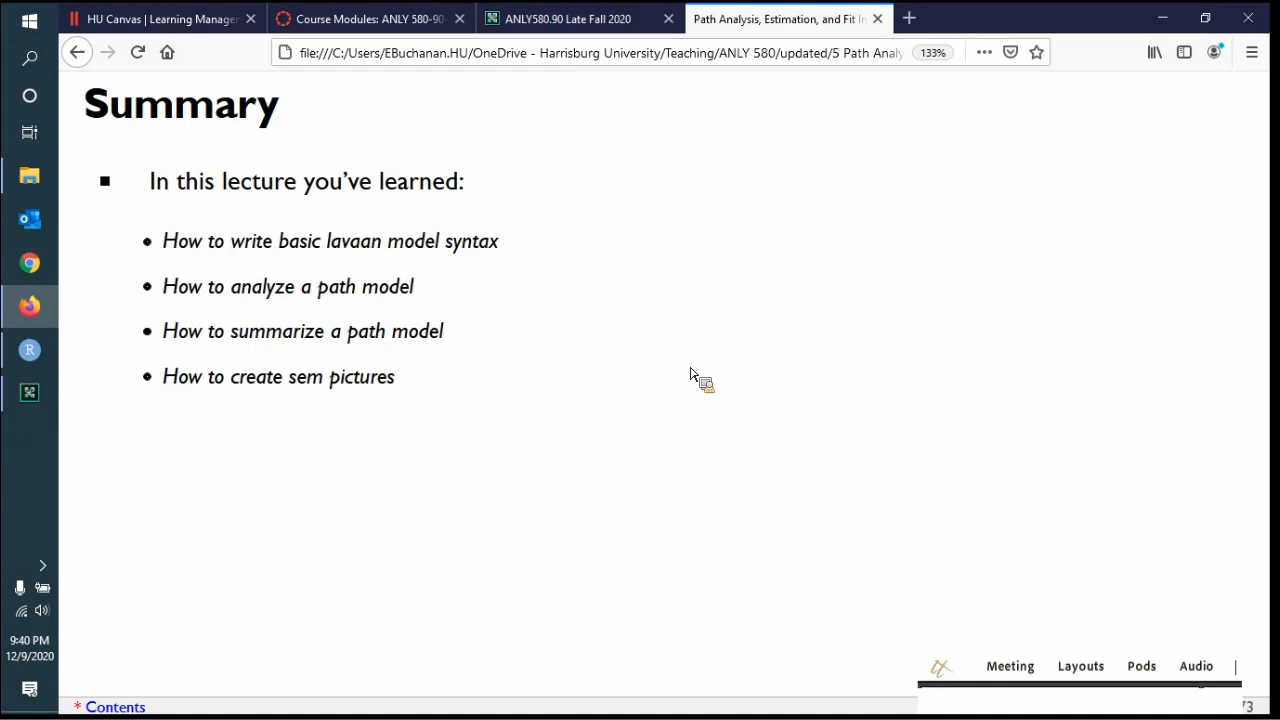 HU Canvas | Learning Manage
Course Modules: ANLY 580-90-
ANLY580.90 Late Fall 2020
Path Analysis, Estimation, and Fit In
file:///C:/Users/EBuchanan.HU/OneDrive - Harrisburg University/Teaching/ANLY 580/updated/5 Path Analy
133%
Summary
In this lecture you've learned:
How to write basic lavaan model syntax
How to analyze a path model
How to summarize a path model
How to create sem pictures
9:40 PM
12/9/2020
Meeting Layouts Pods Audio
* Contents
/3